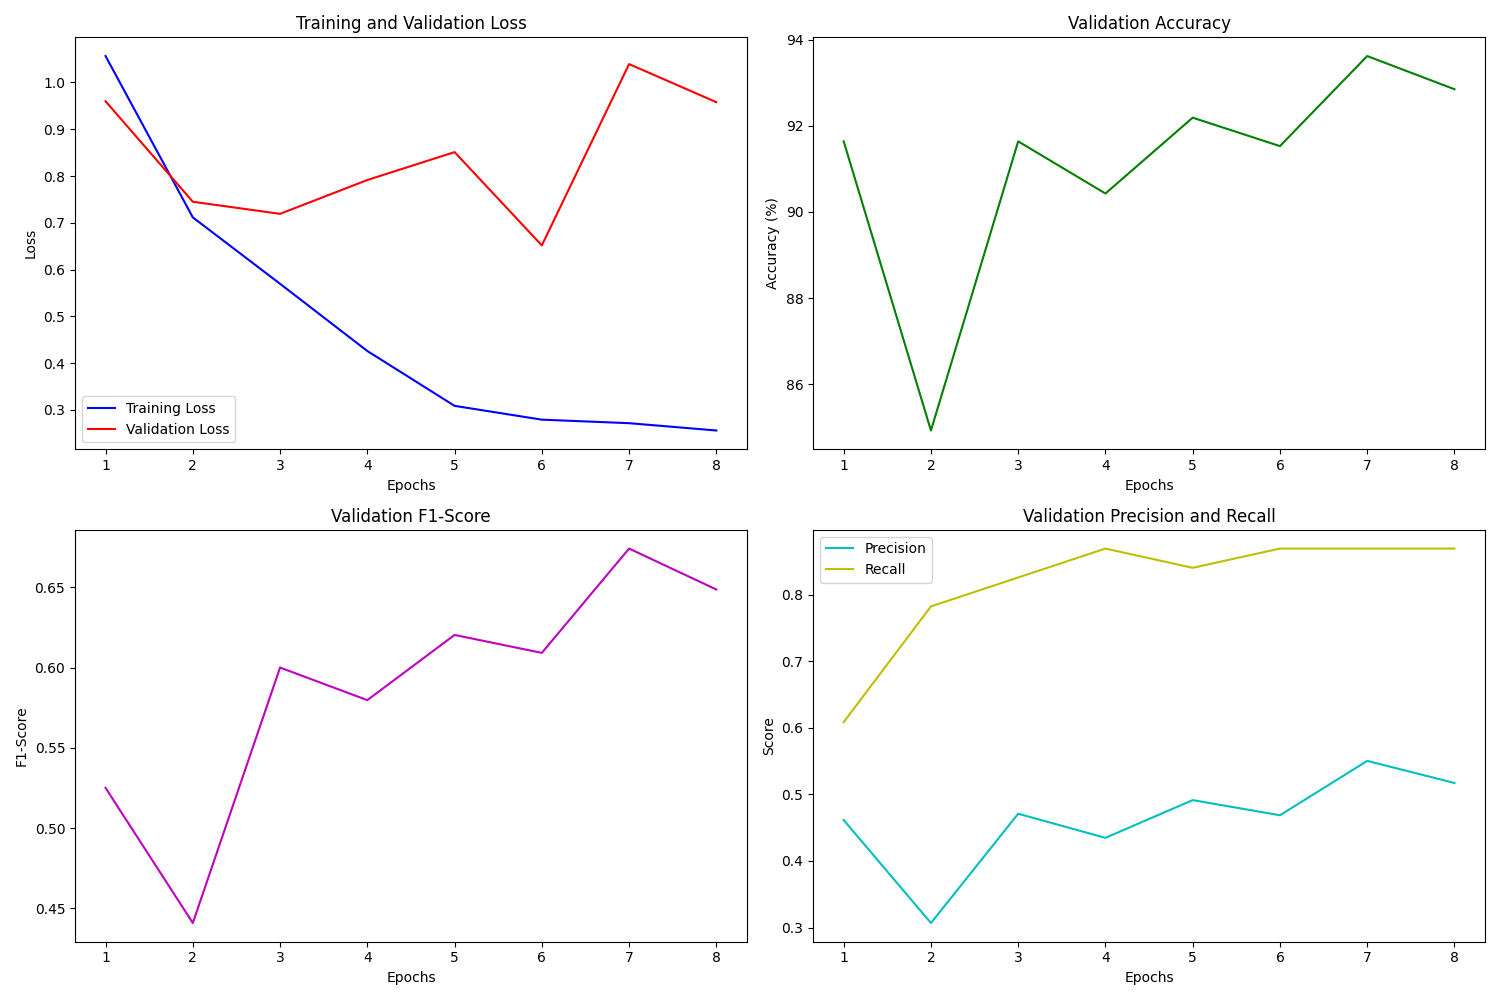 Training and Validation Loss
Loss
1.0
0.9
0.8
0.7
0.6
0.5
0.4
0.3
Training Loss
Validation Loss
1 2 3 4 5 6 7 8
Epochs
Validation Accuracy
Accuracy (%)
94
92
90
88
86
1 2 3 4 5 6 7 8
Epochs
Validation F1-Score
F1-Score
0.65
0.60
0.55
0.50
0.45
1 2 3 4 5 6 7 8
Epochs
Validation Precision and Recall
Score
Precision
Recall
0.8
0.7
0.6
0.5
0.4
0.3
1 2 3 4 5 6 7 8
Epochs